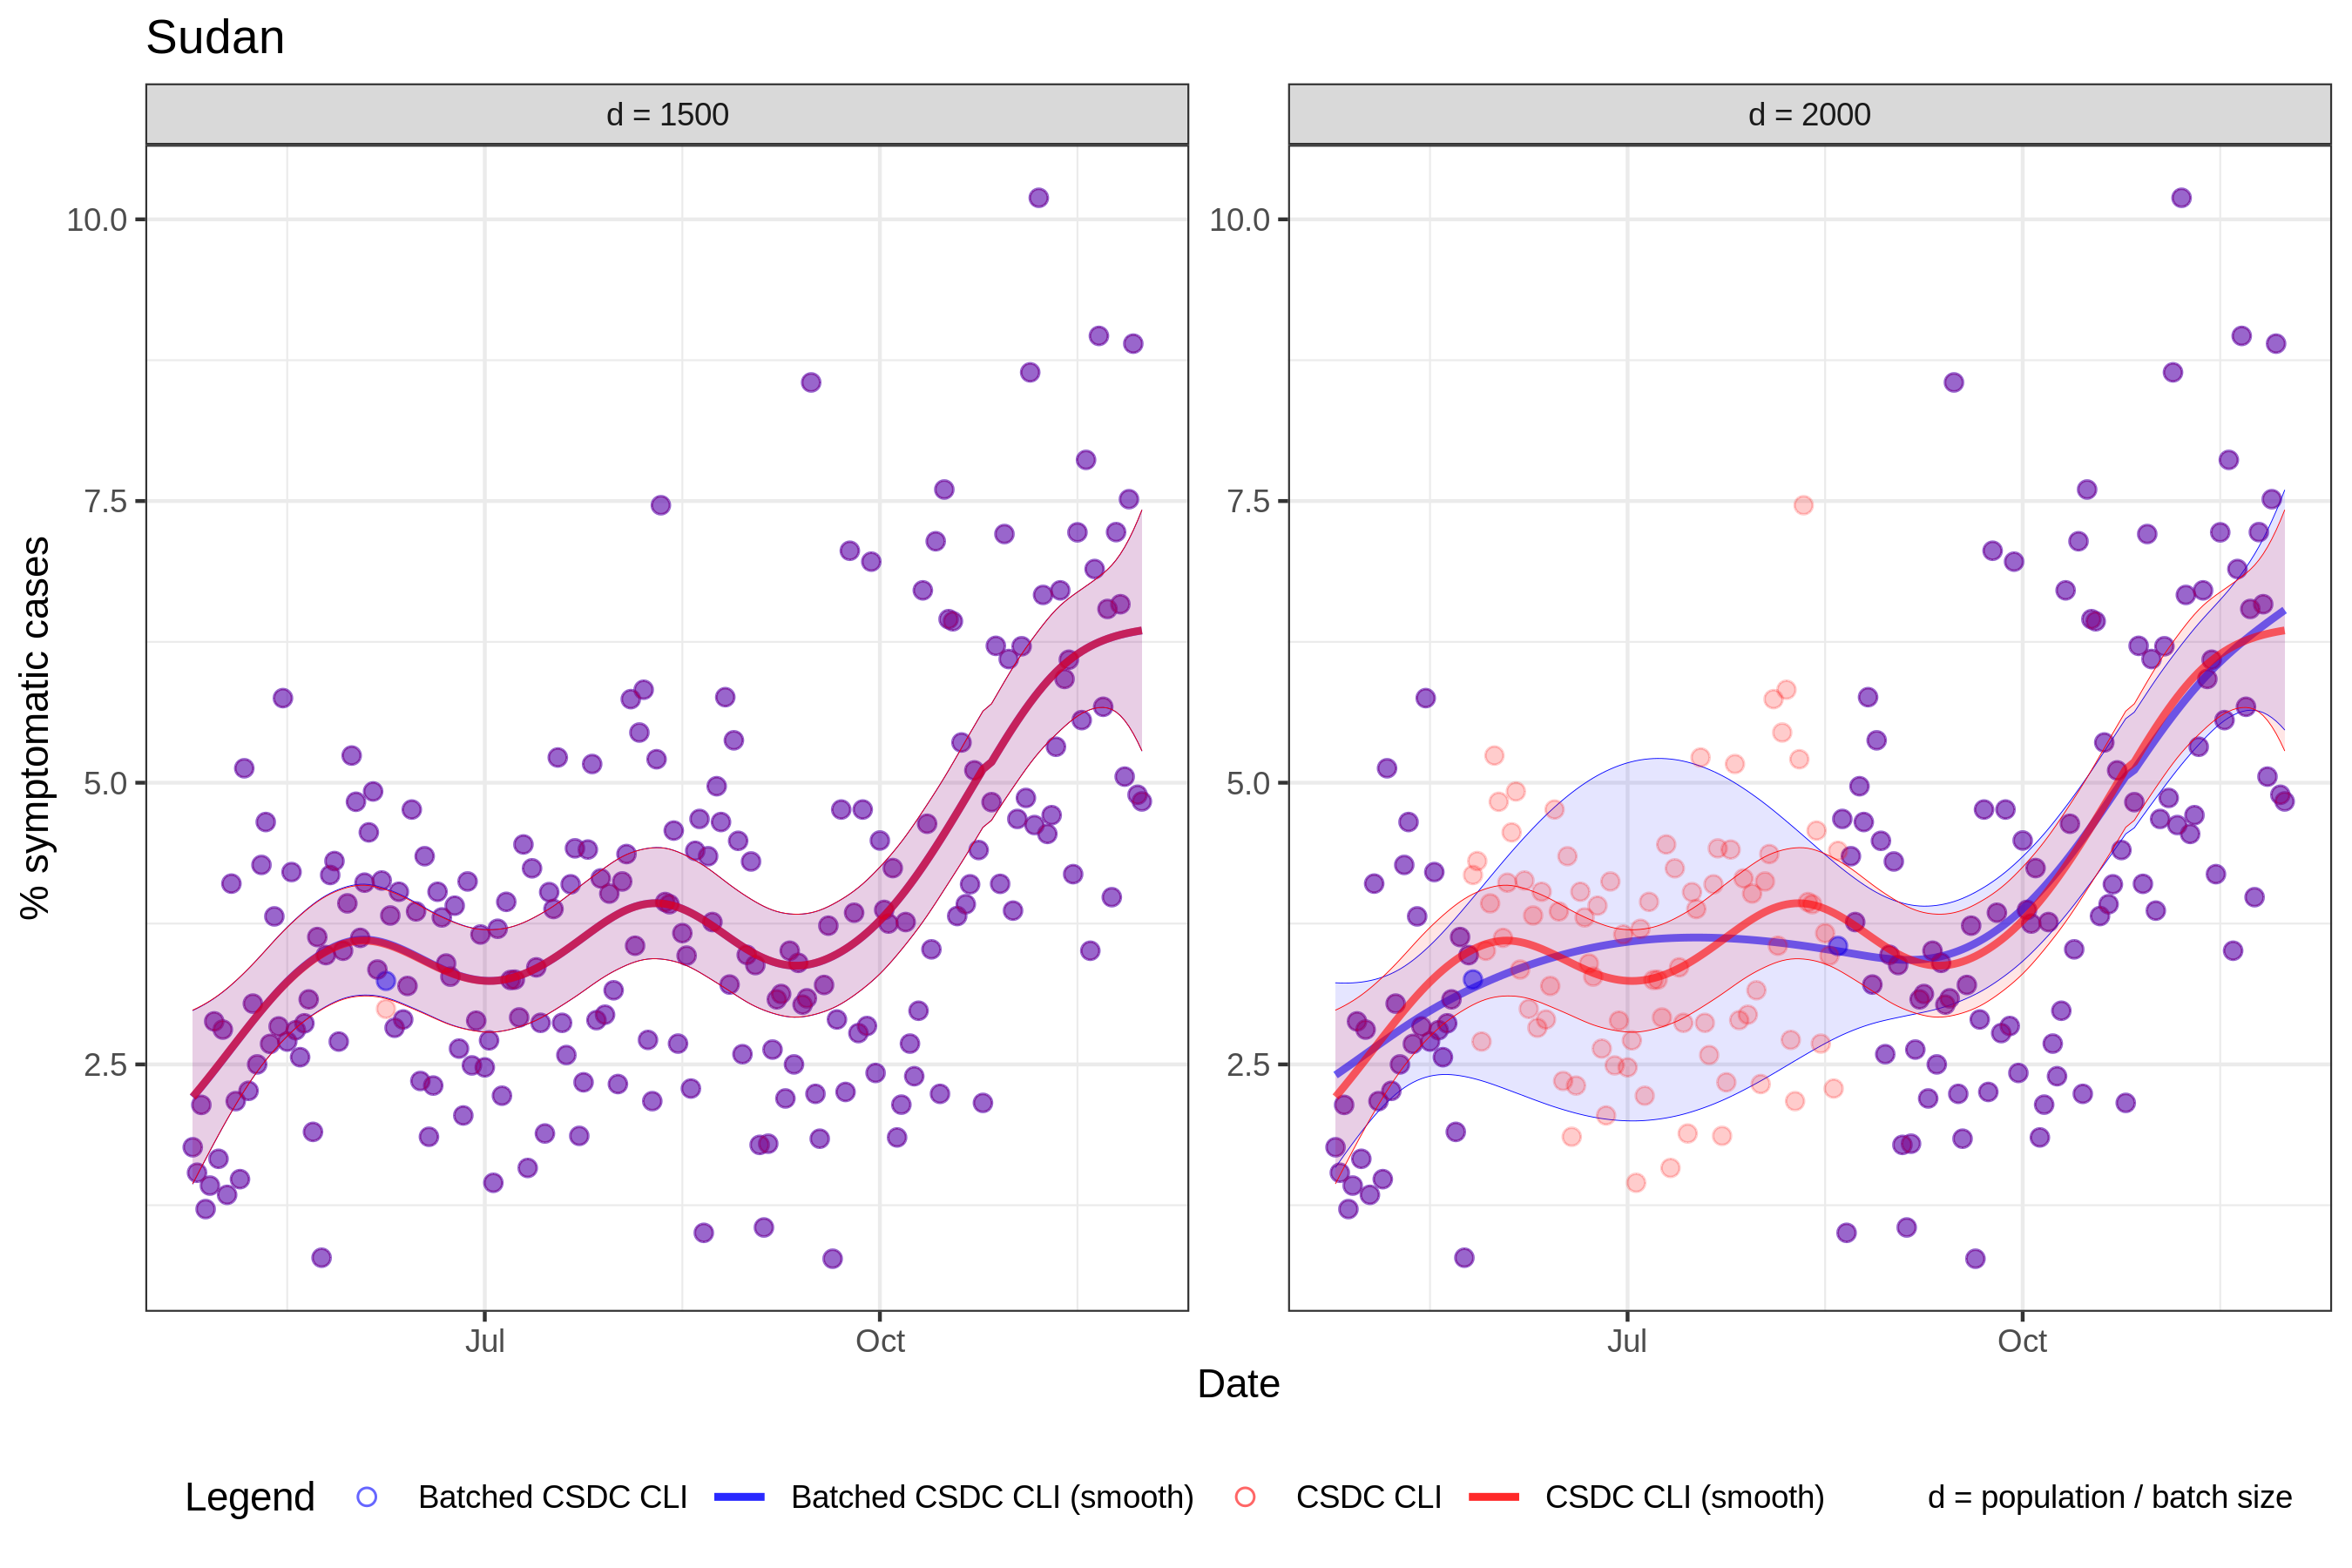 Sudan
d = 1500
d = 2000
10.0
7.5
5.0
2.5
10.0
7.5
5.0
2.5
% symptomatic cases
Jul
Oct
Jul
Oct
Date
Legend
Batched CSDC CLI
Batched CSDC CLI (smooth)
CSDC CLI
CSDC CLI (smooth)
d = population / batch size